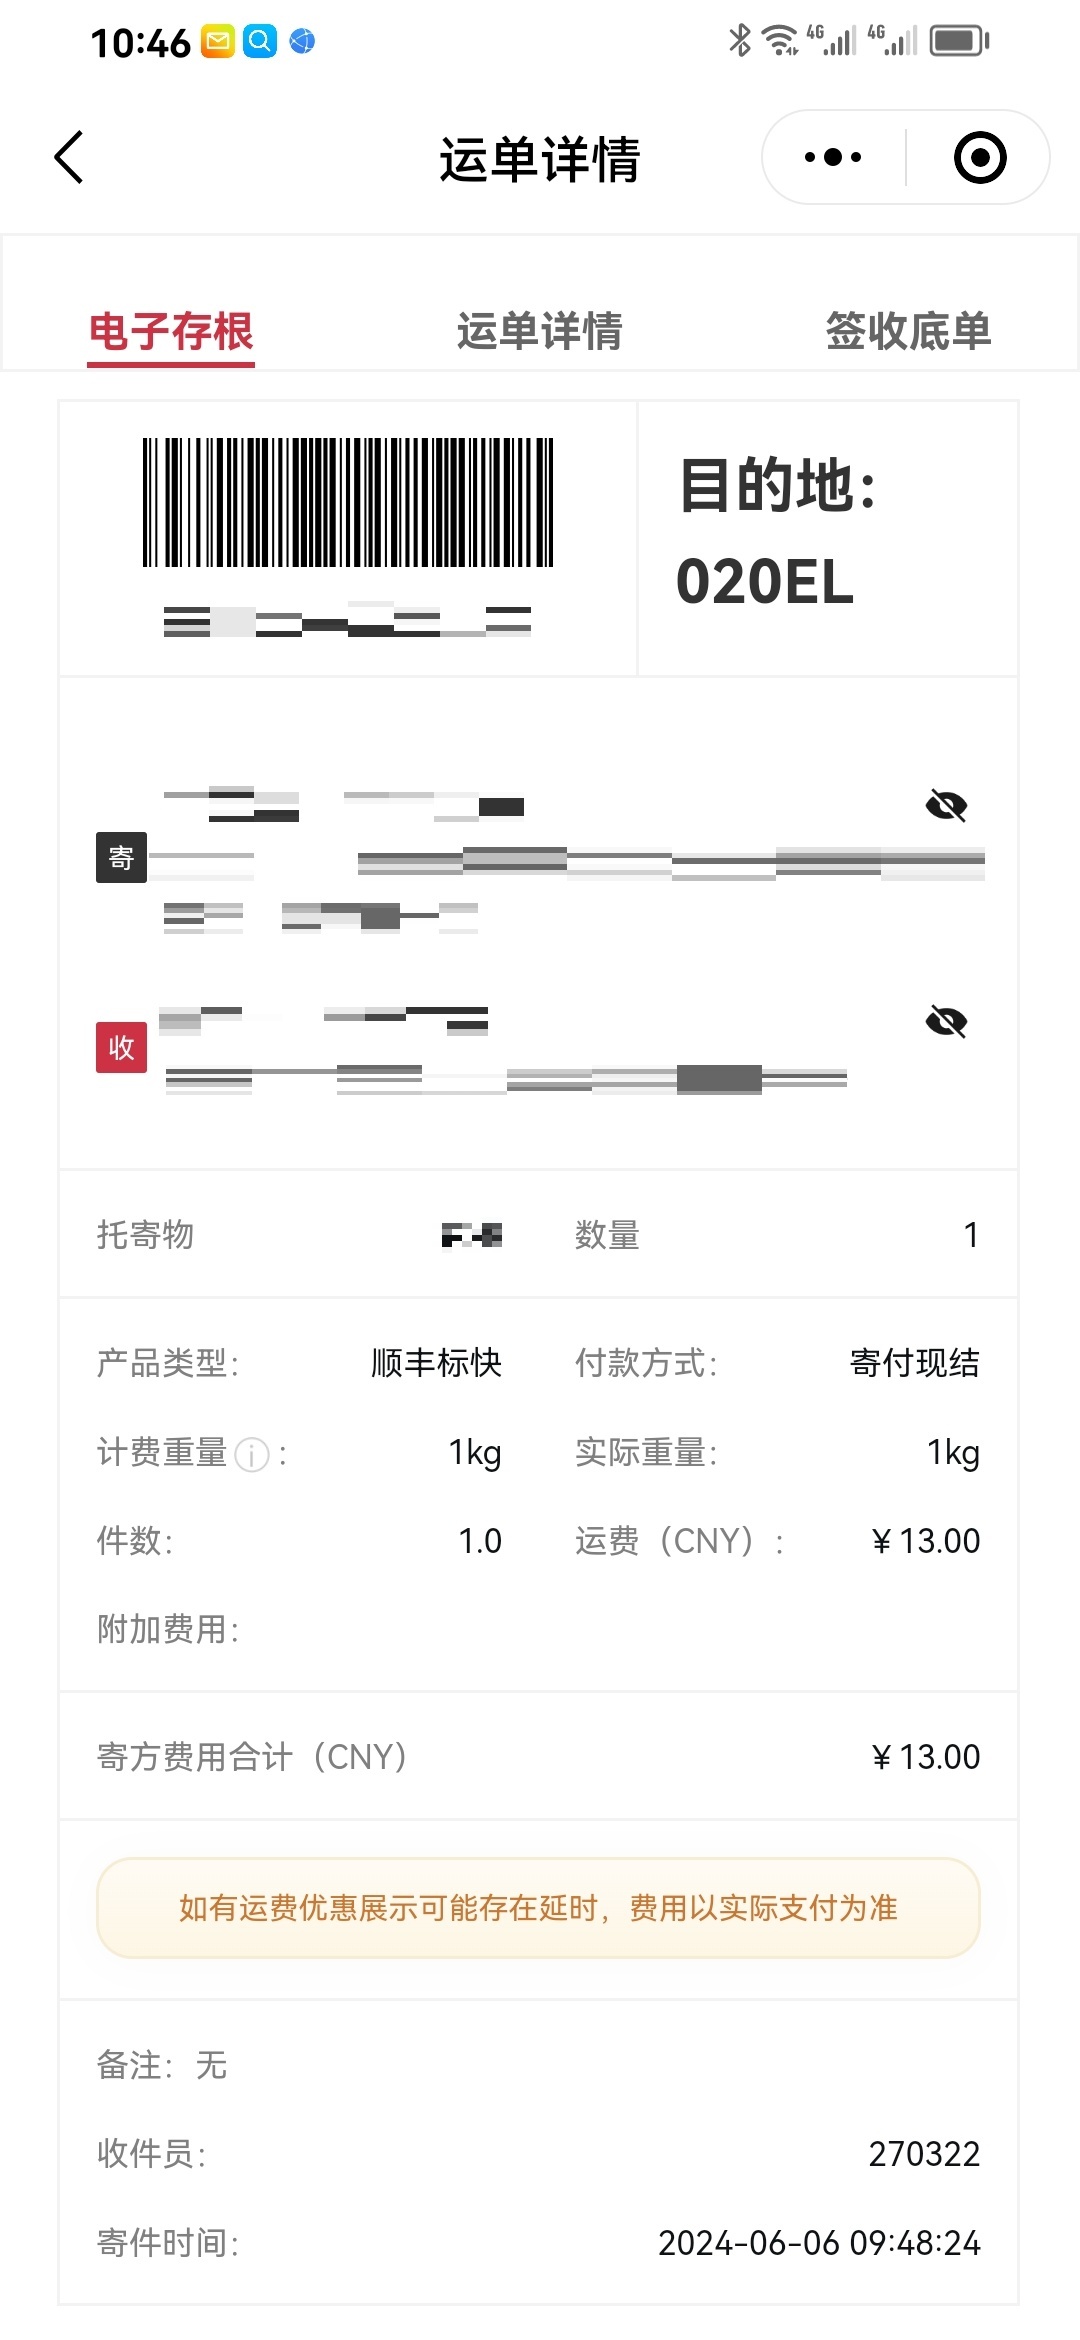 10:46
4G 4G
运单详情
电子存根 运单详情 签收底单
目的地：
020EL
寄
收
托寄物 数量 1
产品类型： 顺丰标快 付款方式： 寄付现结
计费重量 i ： 1kg 实际重量： 1kg
件数： 1.0 运费（CNY）： ¥ 13.00
附加费用：
寄方费用合计（CNY） ¥ 13.00
如有运费优惠展示可能存在延时，费用以实际支付为准
备注： 无
收件员： 270322
寄件时间： 2024-06-06 09:48:24